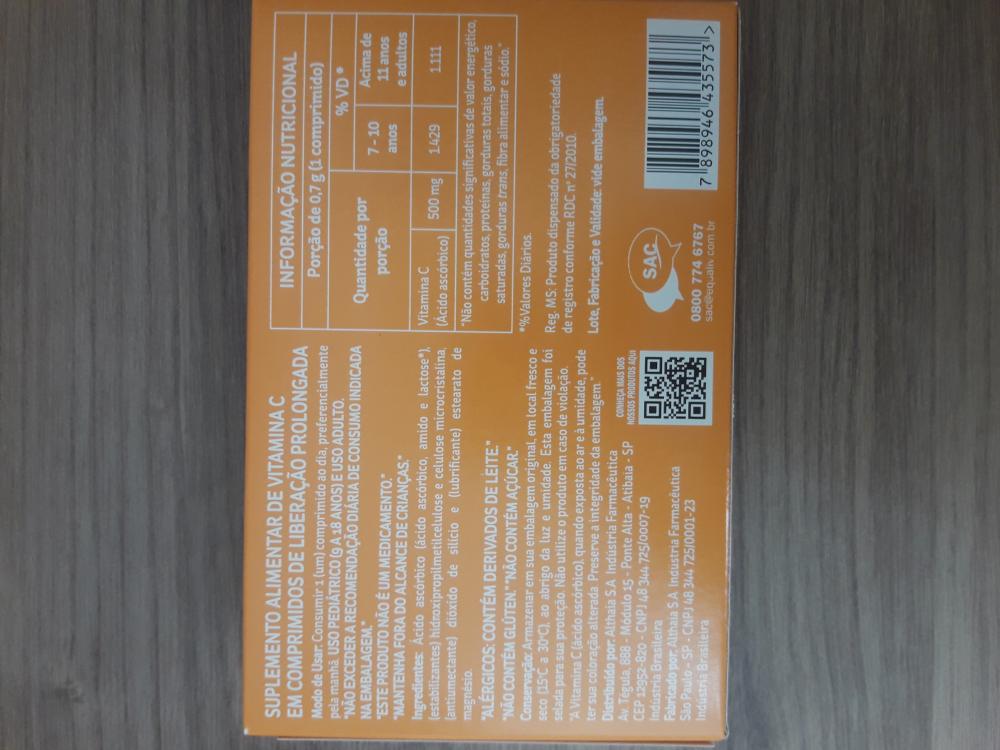 SUPLEMENTO ALIMENTAR DE VITAMINA C
EM COMPRIMIDOS DE LIBERAÇÃO PROLONGADA
Modo de Usar: Consumir 1 (um) comprimido ao dia, preferencialmente
pela manhã. USO PEDIÁTRICO (9 A 18 ANOS) E USO ADULTO.
"NÃO EXCEDER A RECOMENDAÇÃO DIÁRIA DE CONSUMO INDICADA
NA EMBALAGEM."
"ESTE PRODUTO NÃO É UM MEDICAMENTO."
"MANTENHA FORA DO ALCANCE DE CRIANÇAS."
Ingredientes: Ácido ascórbico (ácido ascórbico, amido e lactose*),
(estabilizantes) hidroxipropilmetilcelulose e celulose microcristalina,
(antiumectante) dióxido de silício e (lubrificante) estearato de
magnésio.
"ALÉRGICOS: CONTÉM DERIVADOS DE LEITE."
"NÃO CONTÉM GLÚTEN." "NÃO CONTÉM AÇÚCAR."
Conservação: Armazenar em sua embalagem original, em local fresco e
seco (15°C a 30°C), ao abrigo da luz e umidade. Esta embalagem foi
selada para sua proteção. Não utilize o produto em caso de violação.
"A Vitamina C (ácido ascórbico), quando exposta ao ar e à umidade, pode
ter sua coloração alterada. Preserve a integridade da embalagem."
Distribuído por: Althaia S.A. Indústria Farmacêutica
Av. Tégula, 888 - Módulo 15 - Ponte Alta - Atibaia - SP
CEP 12952-820 - CNPJ 48.344.725/0007-19
Indústria Brasileira
Fabricado por: Althaia S.A. Indústria Farmacêutica
São Paulo - SP - CNPJ 48.344.725/0001-23
Indústria Brasileira
CONHEÇA MAIS DOS
NOSSOS PRODUTOS AQUI
INFORMAÇÃO NUTRICIONAL
Porção de 0,7 g (1 comprimido)
Quantidade por
porção
% VD*
7 - 10
anos
Acima de
11 anos
e adultos
Vitamina C
(Ácido ascórbico)
500 mg
1.429
1.111
"Não contém quantidades significativas de valor energético,
carboidratos, proteínas, gorduras totais, gorduras
saturadas, gorduras trans, fibra alimentar e sódio."
*%Valores Diários.
Reg. MS: Produto dispensado da obrigatoriedade
de registro conforme RDC nº 27/2010.
Lote, Fabricação e Validade: vide embalagem.
SAC
0800 774 6767
sac@equaliv.com.br
7 898946 435573 >